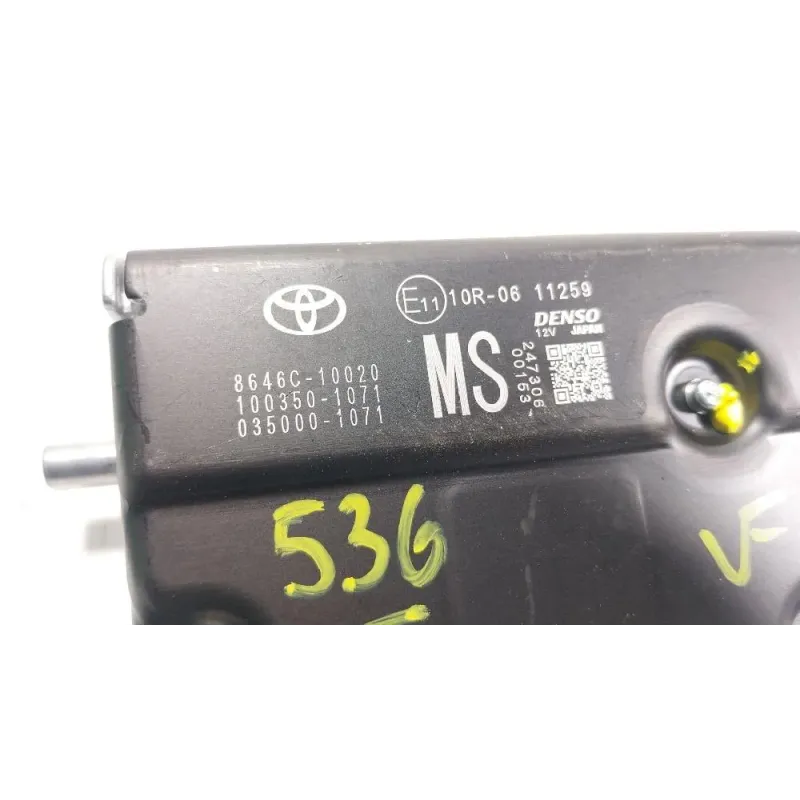 E11 10R-06 11259
DENSO
12V JAPAN
8646C-10020
100350-1071
035000-1071
MS
247306
00163
536